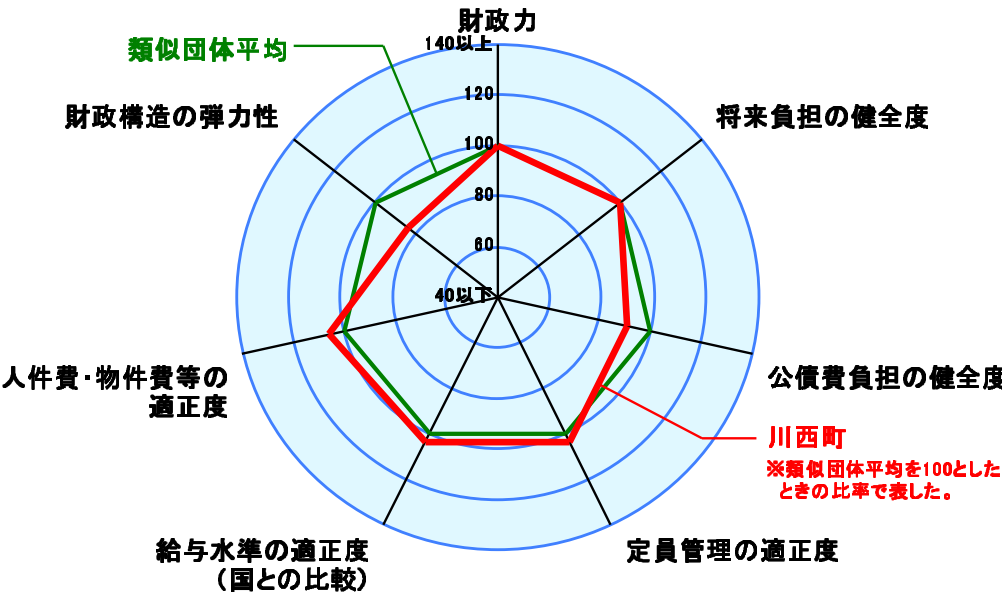 財政力
類似団体平均
140以上
120
100
80
60
40以下
財政構造の弾力性
将来負担の健全度
人件費・物件費等の
適正度
公債費負担の健全度
川西町
※類似団体平均を100とした
ときの比率で表した。
給与水準の適正度
（国との比較）
定員管理の適正度